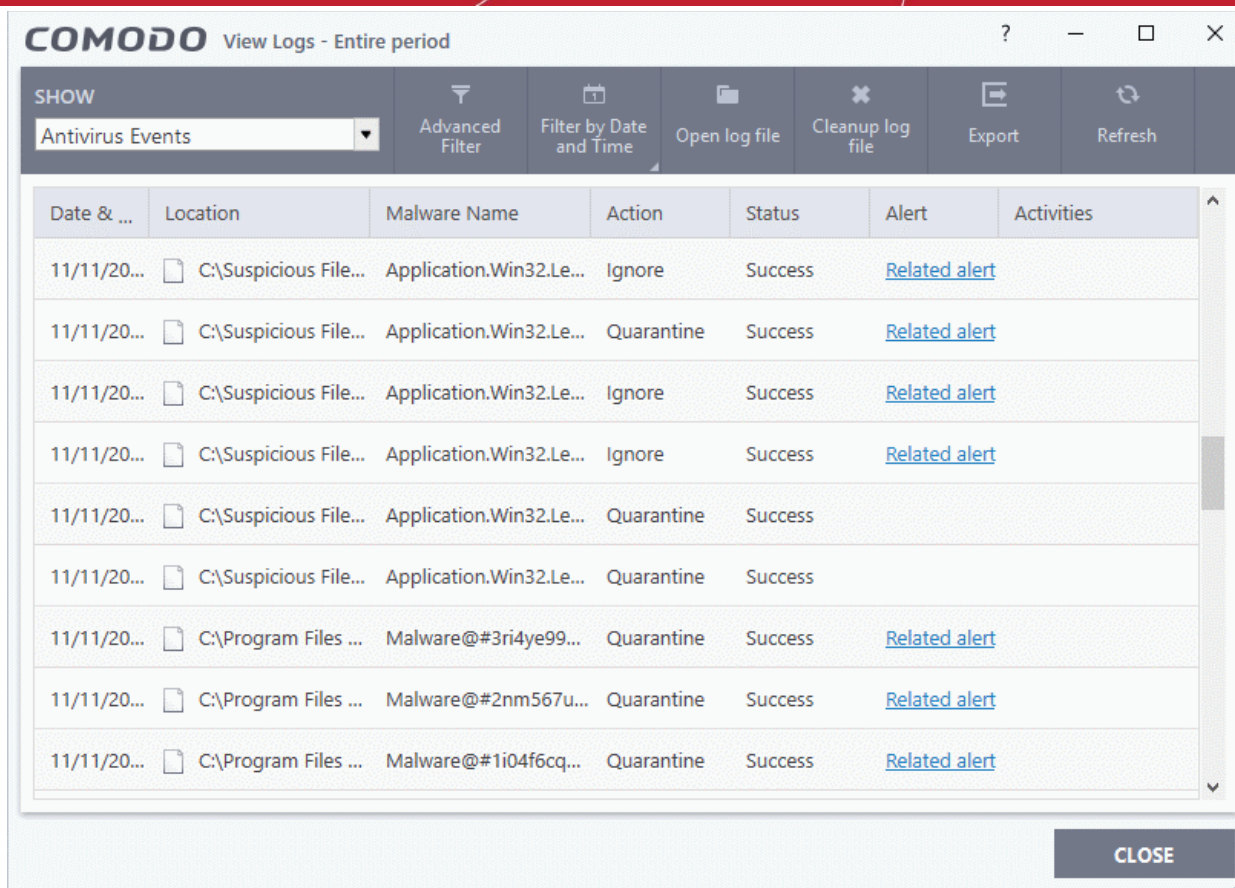 COMODO View Logs - Entire period ?
SHOW
Antivirus Events
Advanced
Filter
Filter by Date
and Time
Open log file
Cleanup log
file
Export
Refresh
Date & ... Location Malware Name Action Status Alert Activities
11/11/20... C:\Suspicious File... Application.Win32.Le... Ignore Success Related alert
11/11/20... C:\Suspicious File... Application.Win32.Le... Quarantine Success Related alert
11/11/20... C:\Suspicious File... Application.Win32.Le... Ignore Success Related alert
11/11/20... C:\Suspicious File... Application.Win32.Le... Ignore Success Related alert
11/11/20... C:\Suspicious File... Application.Win32.Le... Quarantine Success
11/11/20... C:\Suspicious File... Application.Win32.Le... Quarantine Success
11/11/20... C:\Program Files ... Malware@#3ri4ye99... Quarantine Success Related alert
11/11/20... C:\Program Files ... Malware@#2nm567u... Quarantine Success Related alert
11/11/20... C:\Program Files ... Malware@#1i04f6cq... Quarantine Success Related alert
CLOSE